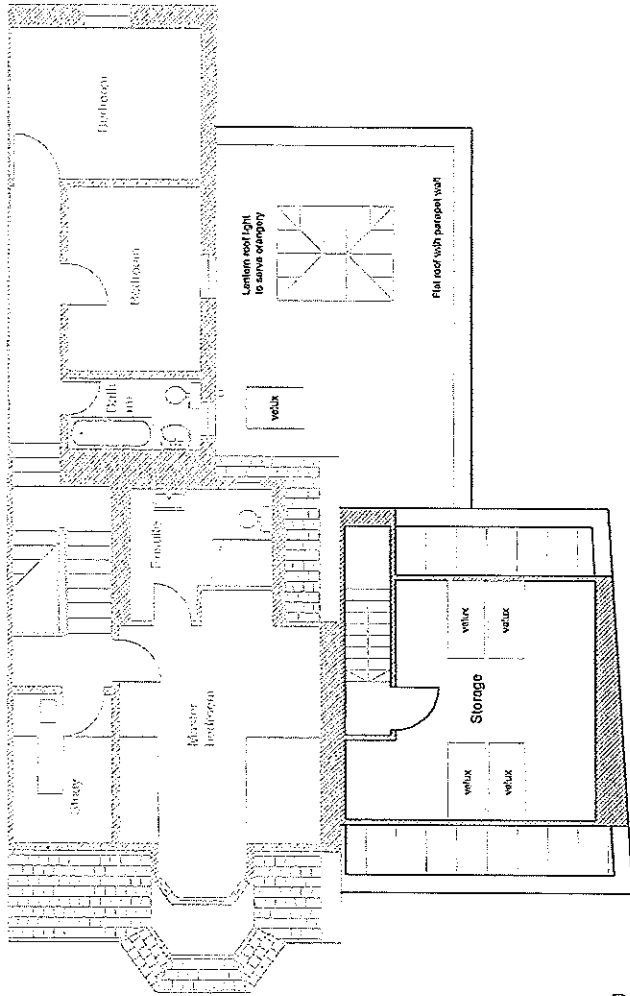 Bedroom
Bedroom
Bath
rm
Ensuite
Master
bedroom
Study
Lantern roof light
to serve orangery
Flat roof with parapet wall
velux
Storage
velux
velux
velux
velux